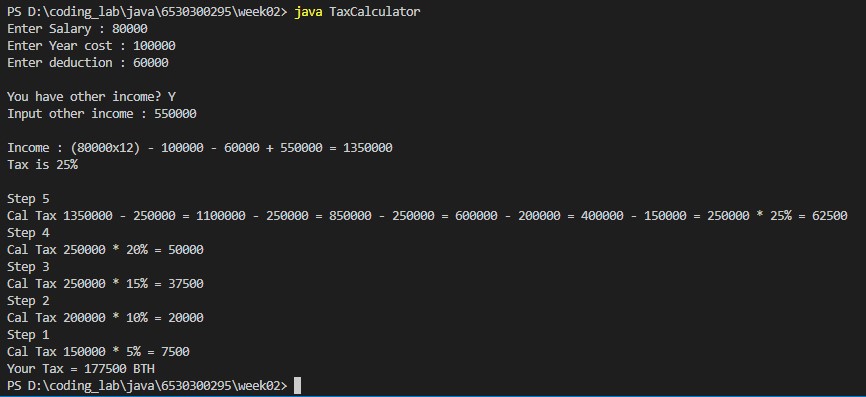 PS D:\coding_lab\java\6530300295\week02> java TaxCalculator
Enter Salary : 80000
Enter Year cost : 100000
Enter deduction : 60000
You have other income? Y
Input other income : 550000
Income : (80000x12) - 100000 - 60000 + 550000 = 1350000
Tax is 25%
Step 5
Cal Tax 1350000 - 250000 = 1100000 - 250000 = 850000 - 250000 = 600000 - 200000 = 400000 - 150000 = 250000 * 25% = 62500
Step 4
Cal Tax 250000 * 20% = 50000
Step 3
Cal Tax 250000 * 15% = 37500
Step 2
Cal Tax 200000 * 10% = 20000
Step 1
Cal Tax 150000 * 5% = 7500
Your Tax = 177500 BTH
PS D:\coding_lab\java\6530300295\week02>